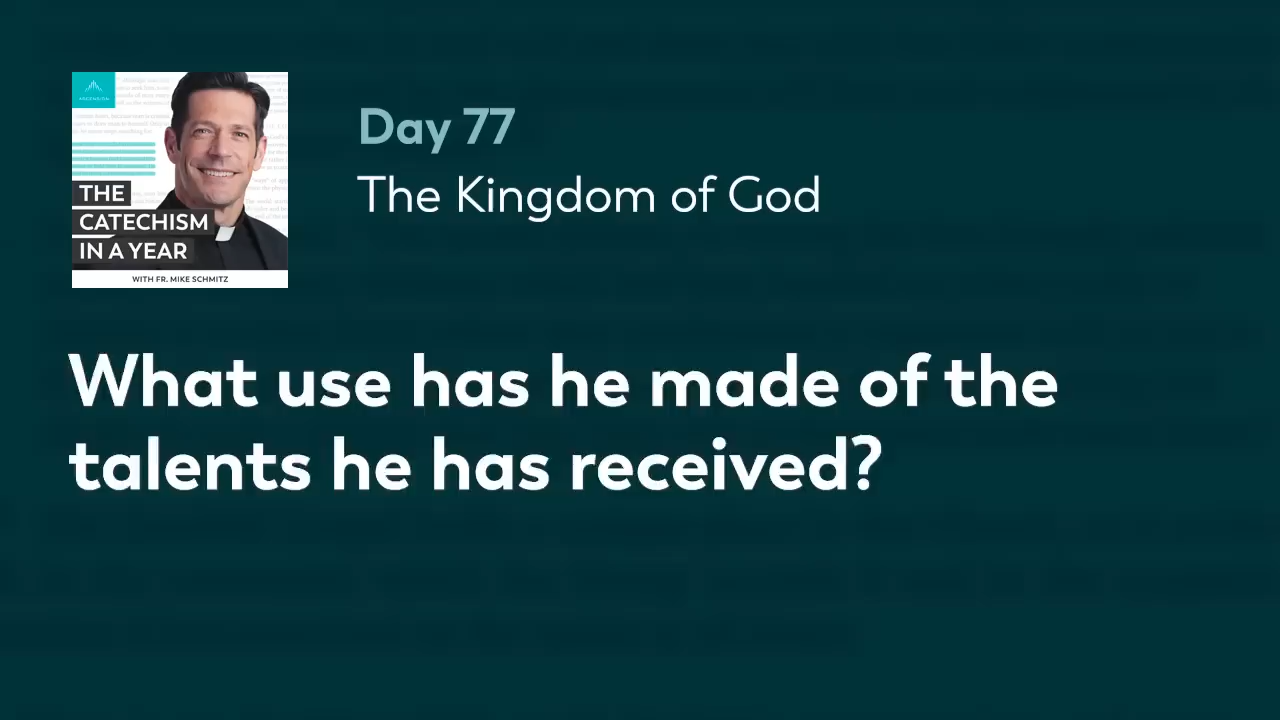 ASCENSION
THE
CATECHISM
IN A YEAR
WITH FR. MIKE SCHMITZ
Day 77
The Kingdom of God
What use has he made of the
talents he has received?